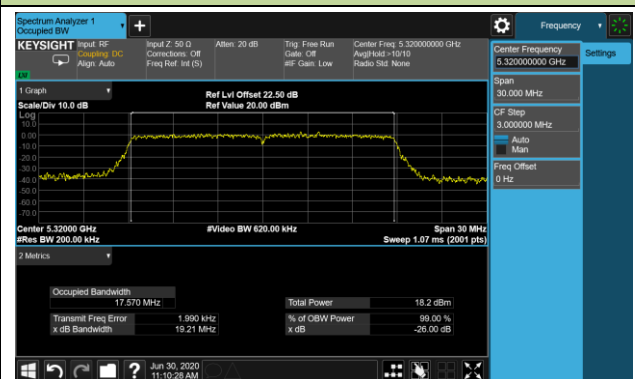 Spectrum Analyzer 1
Occupied BW
Frequency
KEYSIGHT
Input: RF
Coupling: DC
Align: Auto
Input Z: 50 Ω
Corrections: Off
Freq Ref: Int (S)
Atten: 20 dB
Trig: Free Run
Gate: Off
#IF Gain: Low
Center Freq: 5.320000000 GHz
Avg|Hold:>10/10
Radio Std: None
Center Frequency
5.320000000 GHz
Settings
Span
30.000 MHz
CF Step
3.000000 MHz
Auto
Man
Freq Offset
0 Hz
1 Graph
Scale/Div 10.0 dB
Ref Lvl Offset 22.50 dB
Ref Value 20.00 dBm
Log
10.0
0.00
-10.0
-20.0
-30.0
-40.0
-50.0
-60.0
-70.0
Center 5.32000 GHz
#Video BW 620.00 kHz
Span 30 MHz
#Res BW 200.00 kHz
Sweep 1.07 ms (2001 pts)
2 Metrics
Occupied Bandwidth
17.570 MHz
Total Power 18.2 dBm
Transmit Freq Error 1.990 kHz
% of OBW Power 99.00 %
x dB Bandwidth 19.21 MHz
x dB -26.00 dB
?
Jun 30, 2020
11:10:28 AM